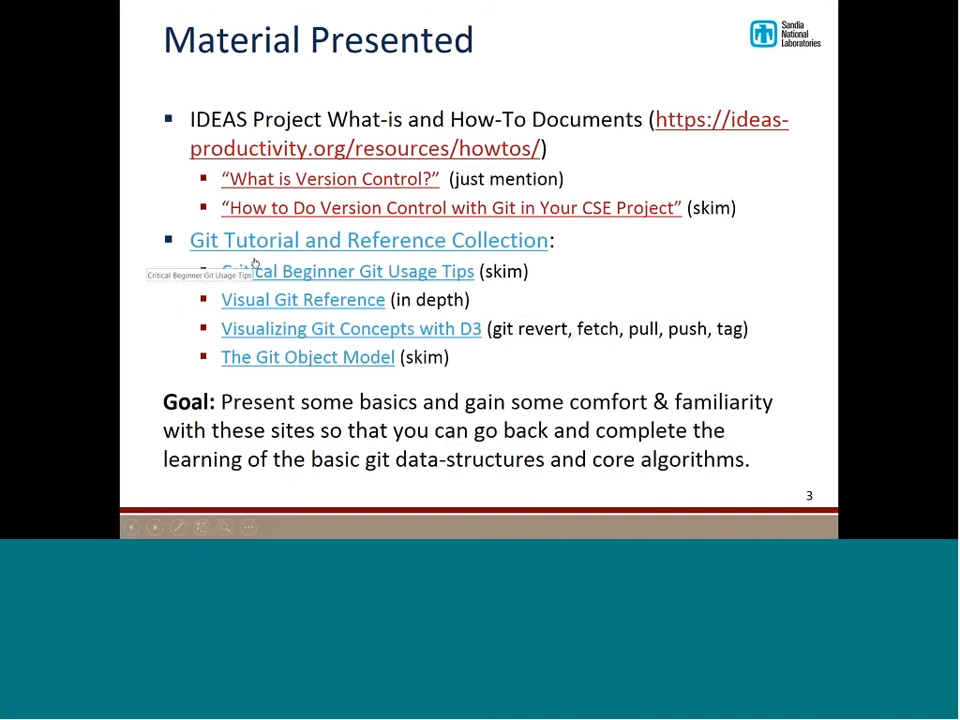 Material Presented
Sandia
National
Laboratories
IDEAS Project What-is and How-To Documents (https://ideas-
productivity.org/resources/howtos/)
“What is Version Control?” (just mention)
“How to Do Version Control with Git in Your CSE Project” (skim)
Git Tutorial and Reference Collection:
Critical Beginner Git Usage Tips (skim)
Critical Beginner Git Usage Tips
Visual Git Reference (in depth)
Visualizing Git Concepts with D3 (git revert, fetch, pull, push, tag)
The Git Object Model (skim)
Goal: Present some basics and gain some comfort & familiarity
with these sites so that you can go back and complete the
learning of the basic git data-structures and core algorithms.
3